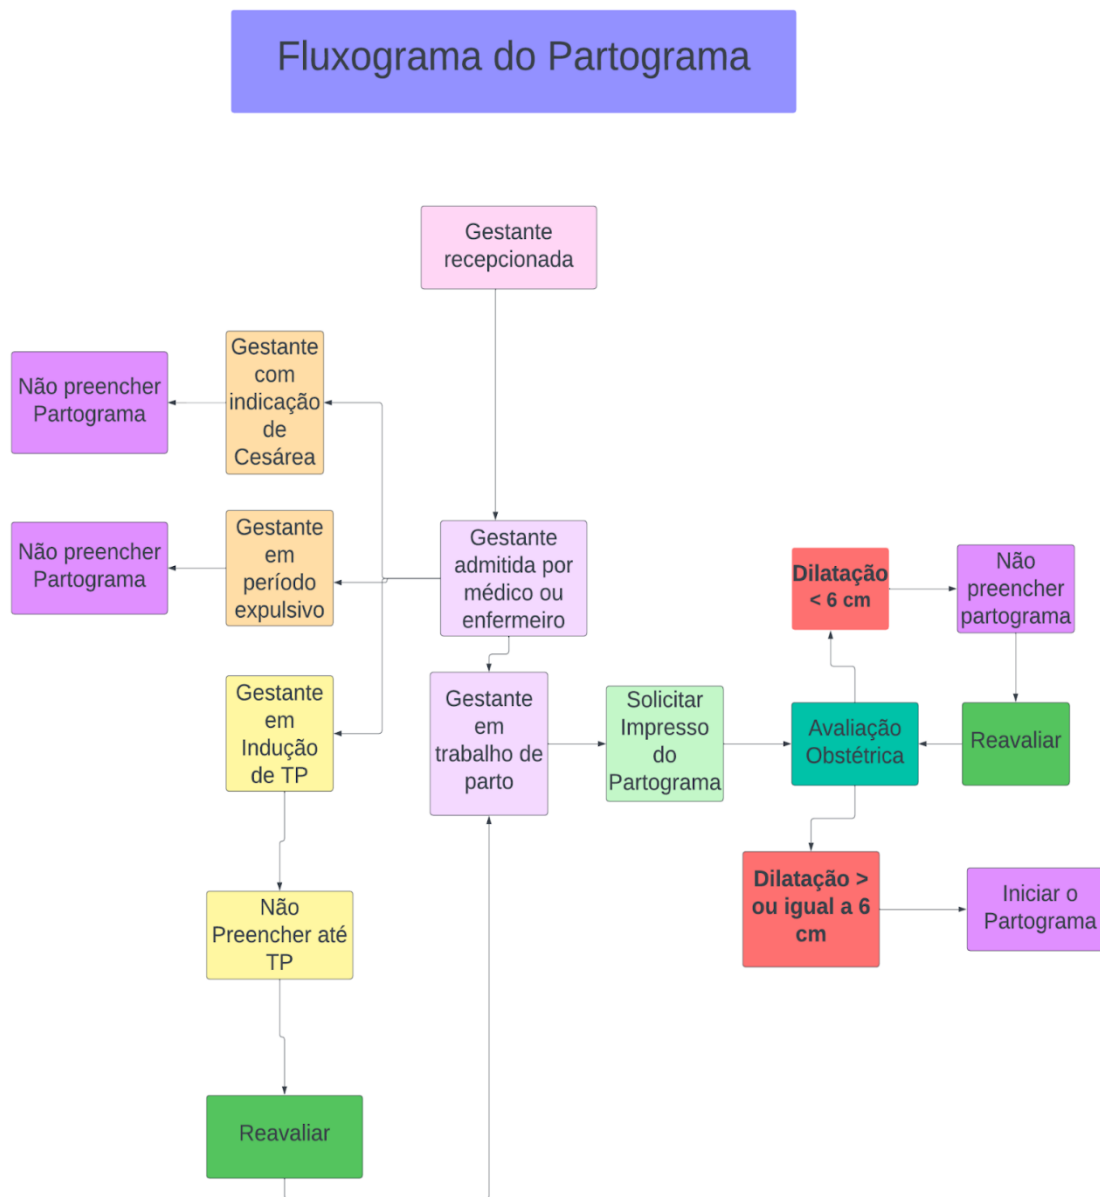 Fluxograma do Partograma
Gestante
recepcionada
Gestante
com
indicação
de
Cesárea
Não preencher
Partograma
Gestante
em
período
expulsivo
Não preencher
Partograma
Gestante
admitida por
médico ou
enfermeiro
Dilatação
< 6 cm
Não
preencher
partograma
Gestante
em
Indução
de TP
Gestante
em
trabalho de
parto
Solicitar
Impresso
do
Partograma
Avaliação
Obstétrica
Reavaliar
Dilatação >
ou igual a 6
cm
Iniciar o
Partograma
Não
Preencher até
TP
Reavaliar